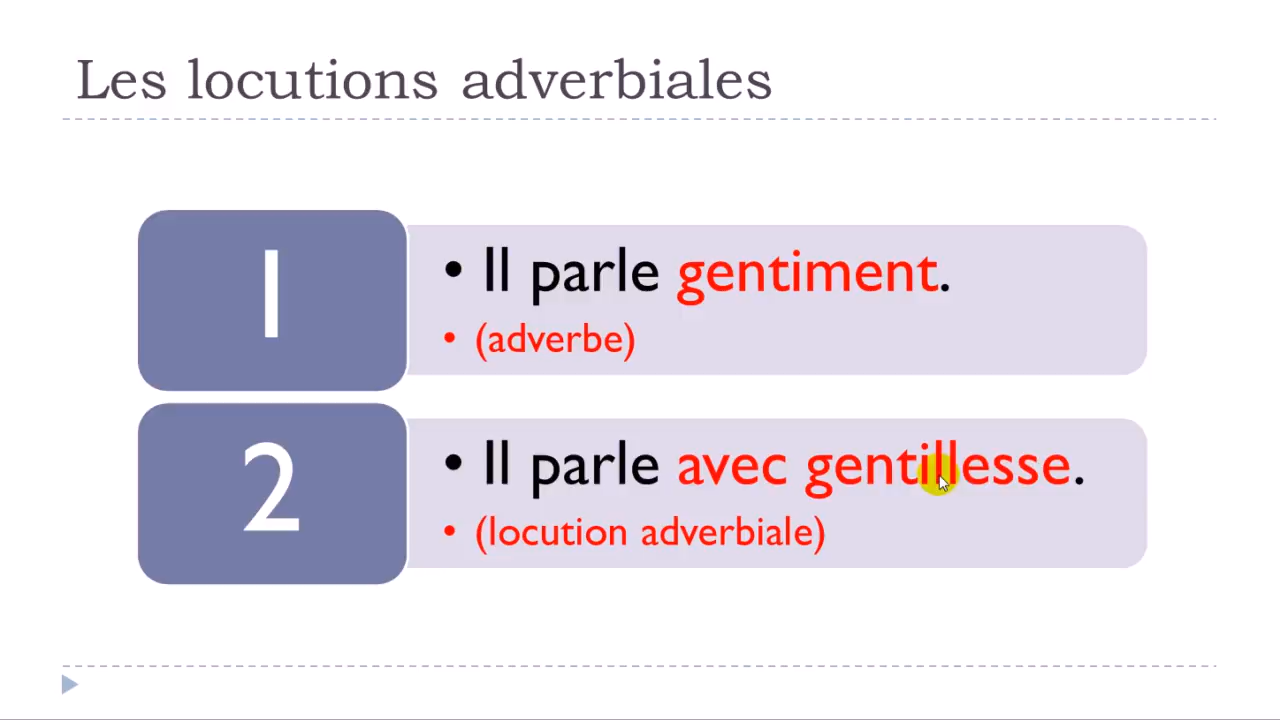 Les locutions adverbiales
1
• Il parle gentiment.
• (adverbe)
2
• Il parle avec gentillesse.
• (locution adverbiale)